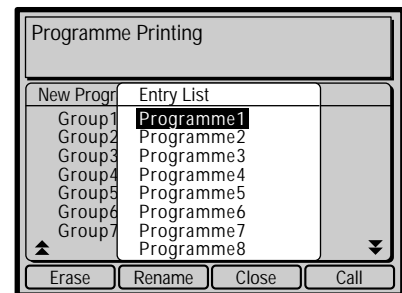 Programme Printing
New Progr
Entry List
Group1
Programme1
Group2
Programme2
Group3
Programme3
Group4
Programme4
Group5
Programme5
Group6
Programme6
Group7
Programme7
Programme8
Erase
Rename
Close
Call